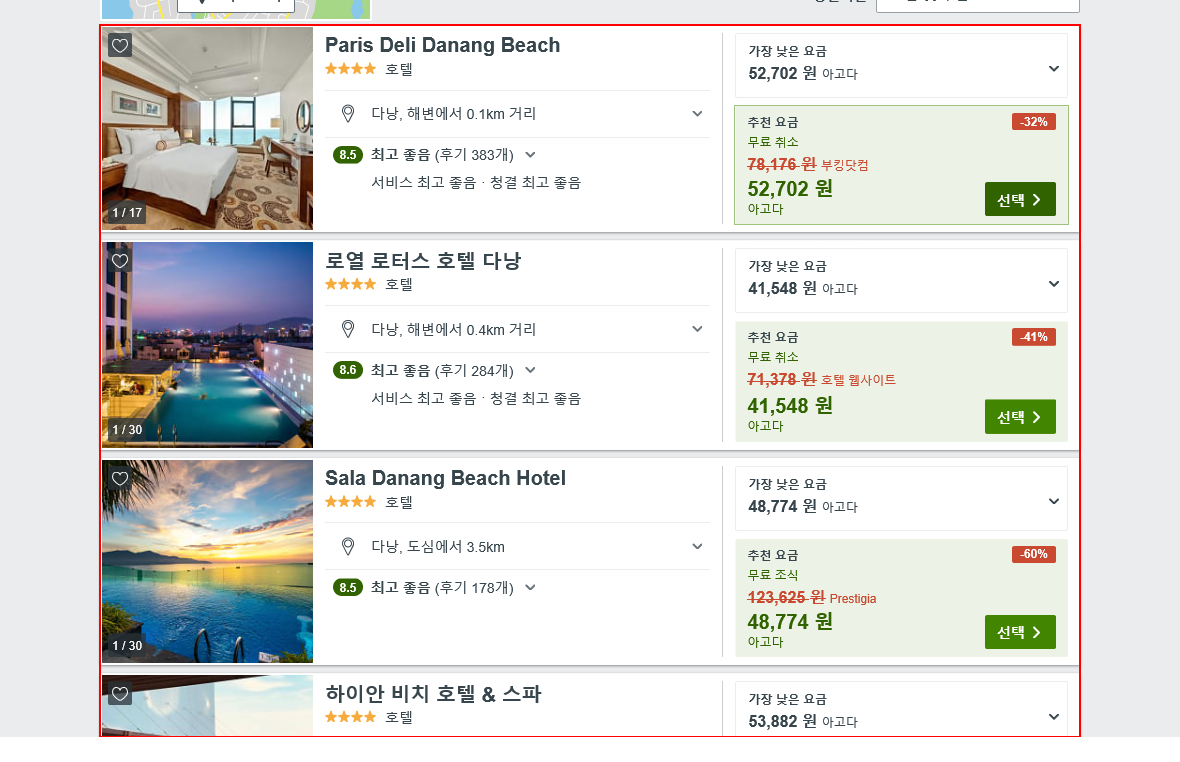 Paris Deli Danang Beach
호텔
다낭, 해변에서 0.1km 거리
8.5 최고 좋음 (후기 383개)
서비스 최고 좋음 · 청결 최고 좋음
1 / 17
가장 낮은 요금
52,702 원 아고다
추천 요금
-32%
무료 취소
78,176 원 부킹닷컴
52,702 원
아고다
선택
로열 로터스 호텔 다낭
호텔
다낭, 해변에서 0.4km 거리
8.6 최고 좋음 (후기 284개)
서비스 최고 좋음 · 청결 최고 좋음
1 / 30
가장 낮은 요금
41,548 원 아고다
추천 요금
-41%
무료 취소
71,378 원 호텔 웹사이트
41,548 원
아고다
선택
Sala Danang Beach Hotel
호텔
다낭, 도심에서 3.5km
8.5 최고 좋음 (후기 178개)
1 / 30
가장 낮은 요금
48,774 원 아고다
추천 요금
-60%
무료 조식
123,625 원 Prestigia
48,774 원
아고다
선택
하이안 비치 호텔 & 스파
호텔
가장 낮은 요금
53,882 원 아고다